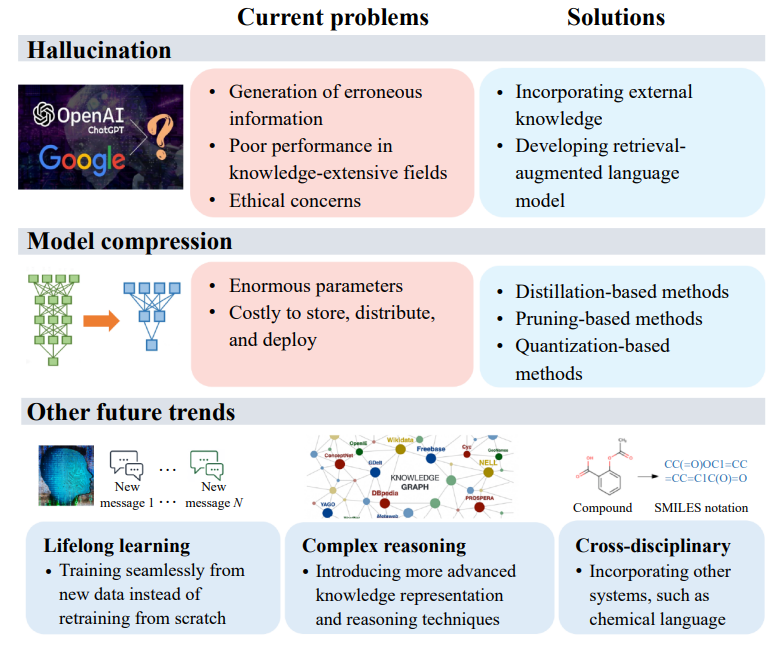 Current problems
Solutions
Hallucination
OpenAI
ChatGPT
Google
?
• Generation of erroneous
information
• Poor performance in
knowledge-extensive fields
• Ethical concerns
• Incorporating external
knowledge
• Developing retrieval-
augmented language
model
Model compression
• Enormous parameters
• Costly to store, distribute,
and deploy
• Distillation-based methods
• Pruning-based methods
• Quantization-based
methods
Other future trends
New
message 1
...
...
New
message N
OpenIE
Wikidata
Freebase
Cyc
ConceptNet
GDelt
NELL
KNOWLEDGE
GRAPH
DBpedia
YAGO
PROSPERA
OH
O
O
CH₃
O
CC(=O)OC1=CC
=CC=C1C(O)=O
Compound
SMILES notation
Lifelong learning
• Training seamlessly from
new data instead of
retraining from scratch
Complex reasoning
• Introducing more advanced
knowledge representation
and reasoning techniques
Cross-disciplinary
• Incorporating other
systems, such as
chemical language